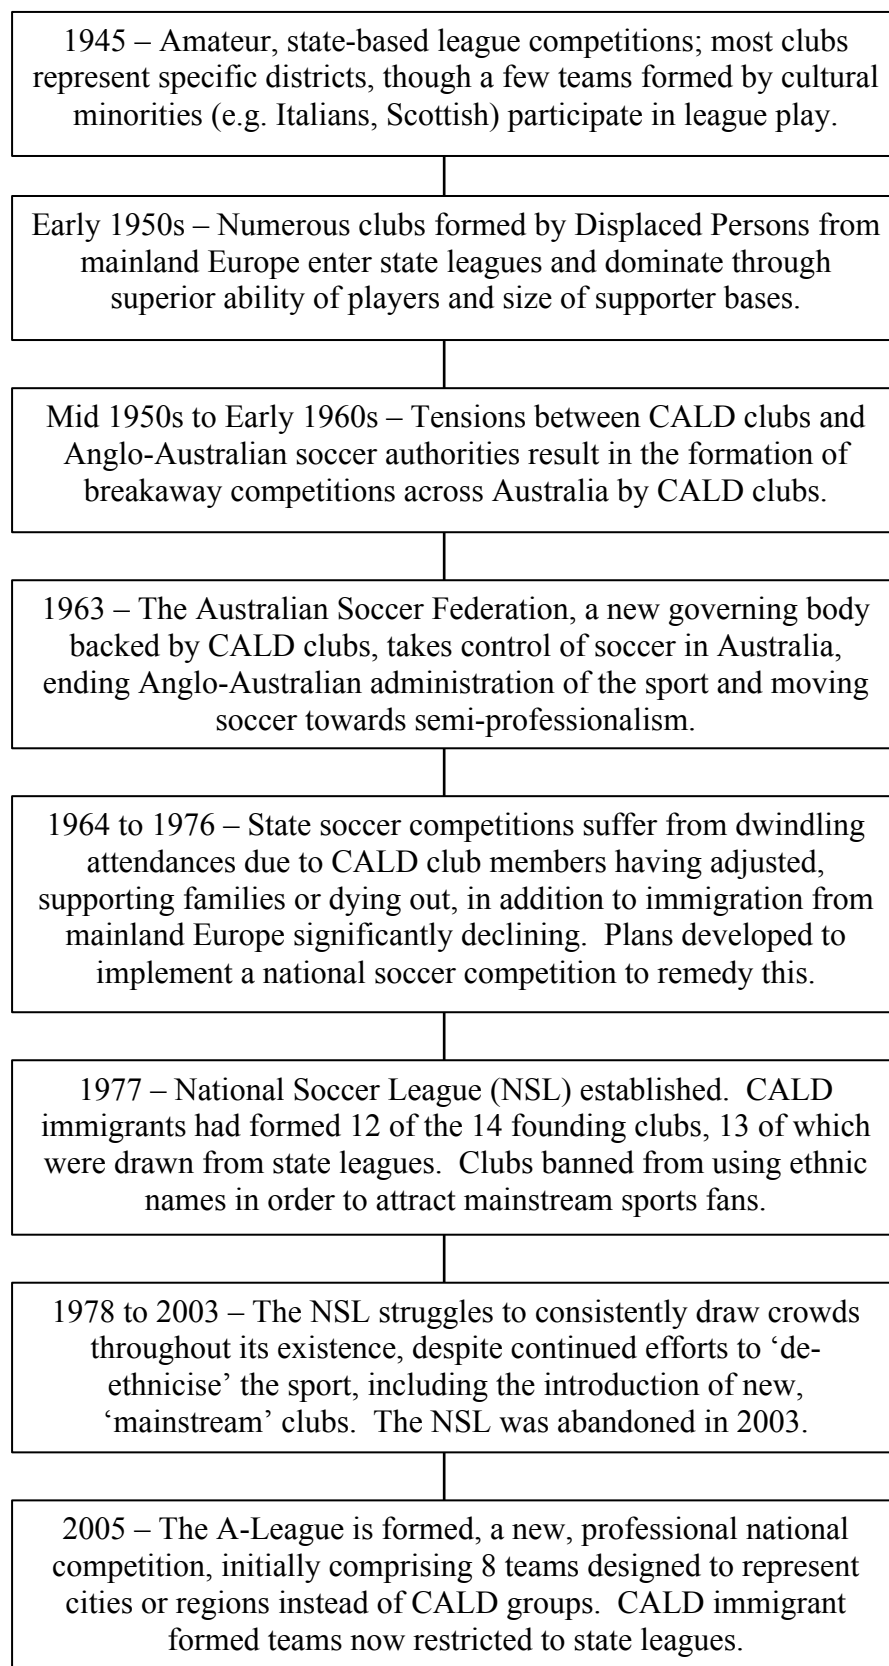 1945 – Amateur, state-based league competitions; most clubs
represent specific districts, though a few teams formed by cultural
minorities (e.g. Italians, Scottish) participate in league play.
Early 1950s – Numerous clubs formed by Displaced Persons from
mainland Europe enter state leagues and dominate through
superior ability of players and size of supporter bases.
Mid 1950s to Early 1960s – Tensions between CALD clubs and
Anglo-Australian soccer authorities result in the formation of
breakaway competitions across Australia by CALD clubs.
1963 – The Australian Soccer Federation, a new governing body
backed by CALD clubs, takes control of soccer in Australia,
ending Anglo-Australian administration of the sport and moving
soccer towards semi-professionalism.
1964 to 1976 – State soccer competitions suffer from dwindling
attendances due to CALD club members having adjusted,
supporting families or dying out, in addition to immigration from
mainland Europe significantly declining.  Plans developed to
implement a national soccer competition to remedy this.
1977 – National Soccer League (NSL) established.  CALD
immigrants had formed 12 of the 14 founding clubs, 13 of which
were drawn from state leagues.  Clubs banned from using ethnic
names in order to attract mainstream sports fans.
1978 to 2003 – The NSL struggles to consistently draw crowds
throughout its existence, despite continued efforts to ‘de-
ethnicise’ the sport, including the introduction of new,
‘mainstream’ clubs.  The NSL was abandoned in 2003.
2005 – The A-League is formed, a new, professional national
competition, initially comprising 8 teams designed to represent
cities or regions instead of CALD groups.  CALD immigrant
formed teams now restricted to state leagues.